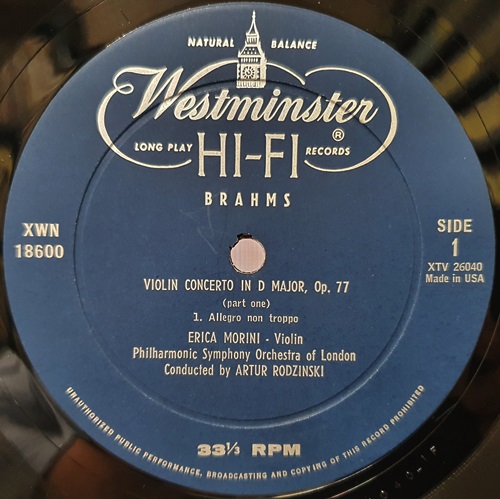 NATURAL BALANCE
Westminster
LONG PLAY HI-FI RECORDS ®
BRAHMS
XWN
18600
SIDE
1
XTV 26040
Made in USA
VIOLIN CONCERTO IN D MAJOR, Op. 77
(part one)
1. Allegro non troppo
ERICA MORINI - Violin
Philharmonic Symphony Orchestra of London
Conducted by ARTUR RODZINSKI
33⅓ RPM
UNAUTHORIZED PUBLIC PERFORMANCE, BROADCASTING AND COPYING OF THIS RECORD PROHIBITED